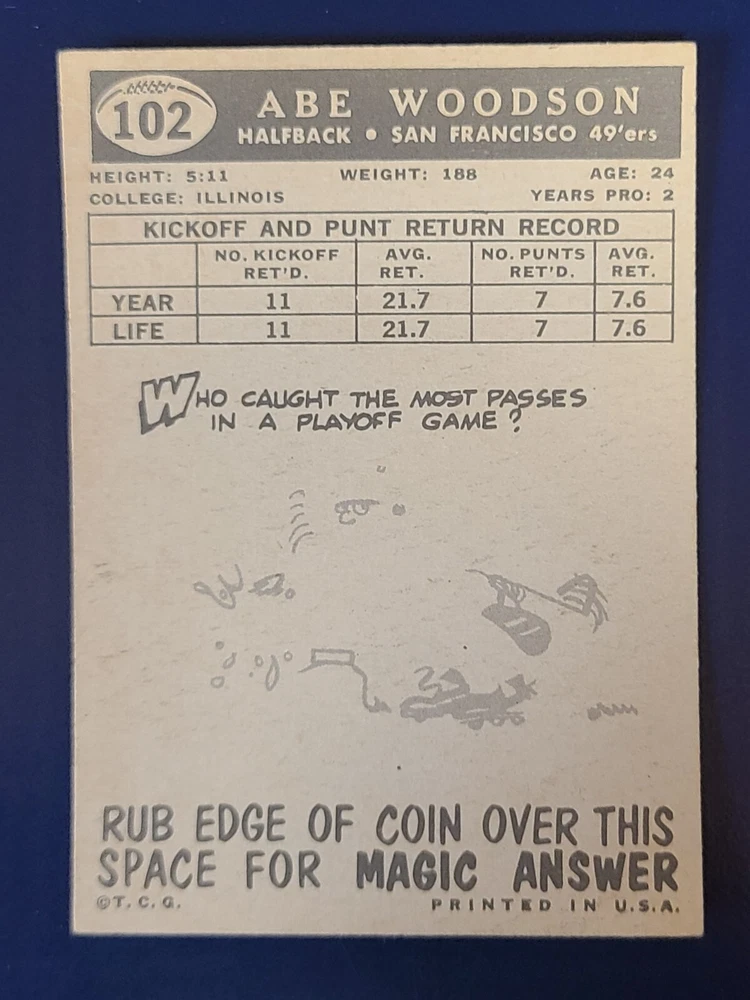 102
ABE WOODSON
HALFBACK • SAN FRANCISCO 49'ers
HEIGHT: 5:11 WEIGHT: 188 AGE: 24
COLLEGE: ILLINOIS YEARS PRO: 2
KICKOFF AND PUNT RETURN RECORD
NO. KICKOFF RET'D. AVG. RET. NO. PUNTS RET'D. AVG. RET.
YEAR 11 21.7 7 7.6
LIFE 11 21.7 7 7.6
WHO CAUGHT THE MOST PASSES
IN A PLAYOFF GAME?
RUB EDGE OF COIN OVER THIS
SPACE FOR MAGIC ANSWER
©T.C.G. PRINTED IN U.S.A.